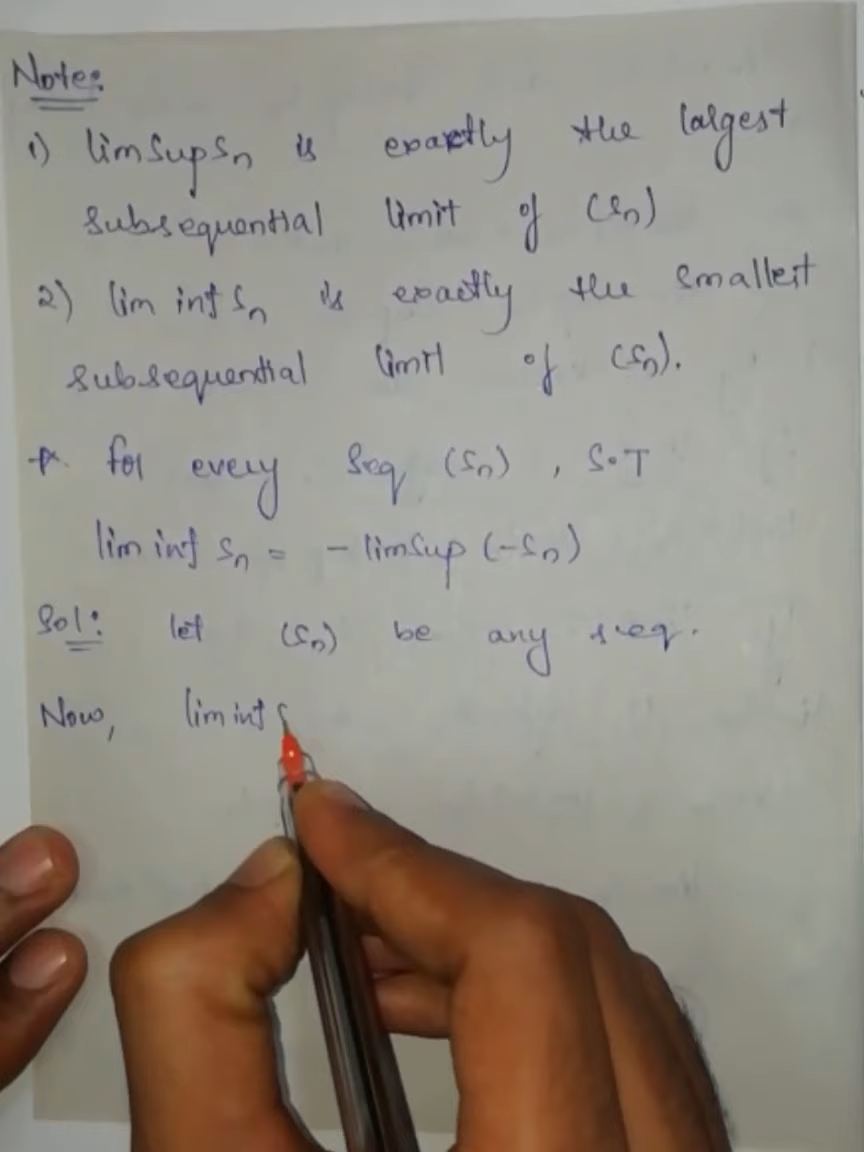 Note:
1) lim Sup Sn is exactly the largest
subsequential limit of (Sn)
2) lim inf Sn is exactly the smallest
subsequential limit of (Sn).
* for every seq (Sn), S.T
lim inf Sn = - lim Sup (-Sn)
Sol: let (Sn) be any seq.
Now, lim inf S